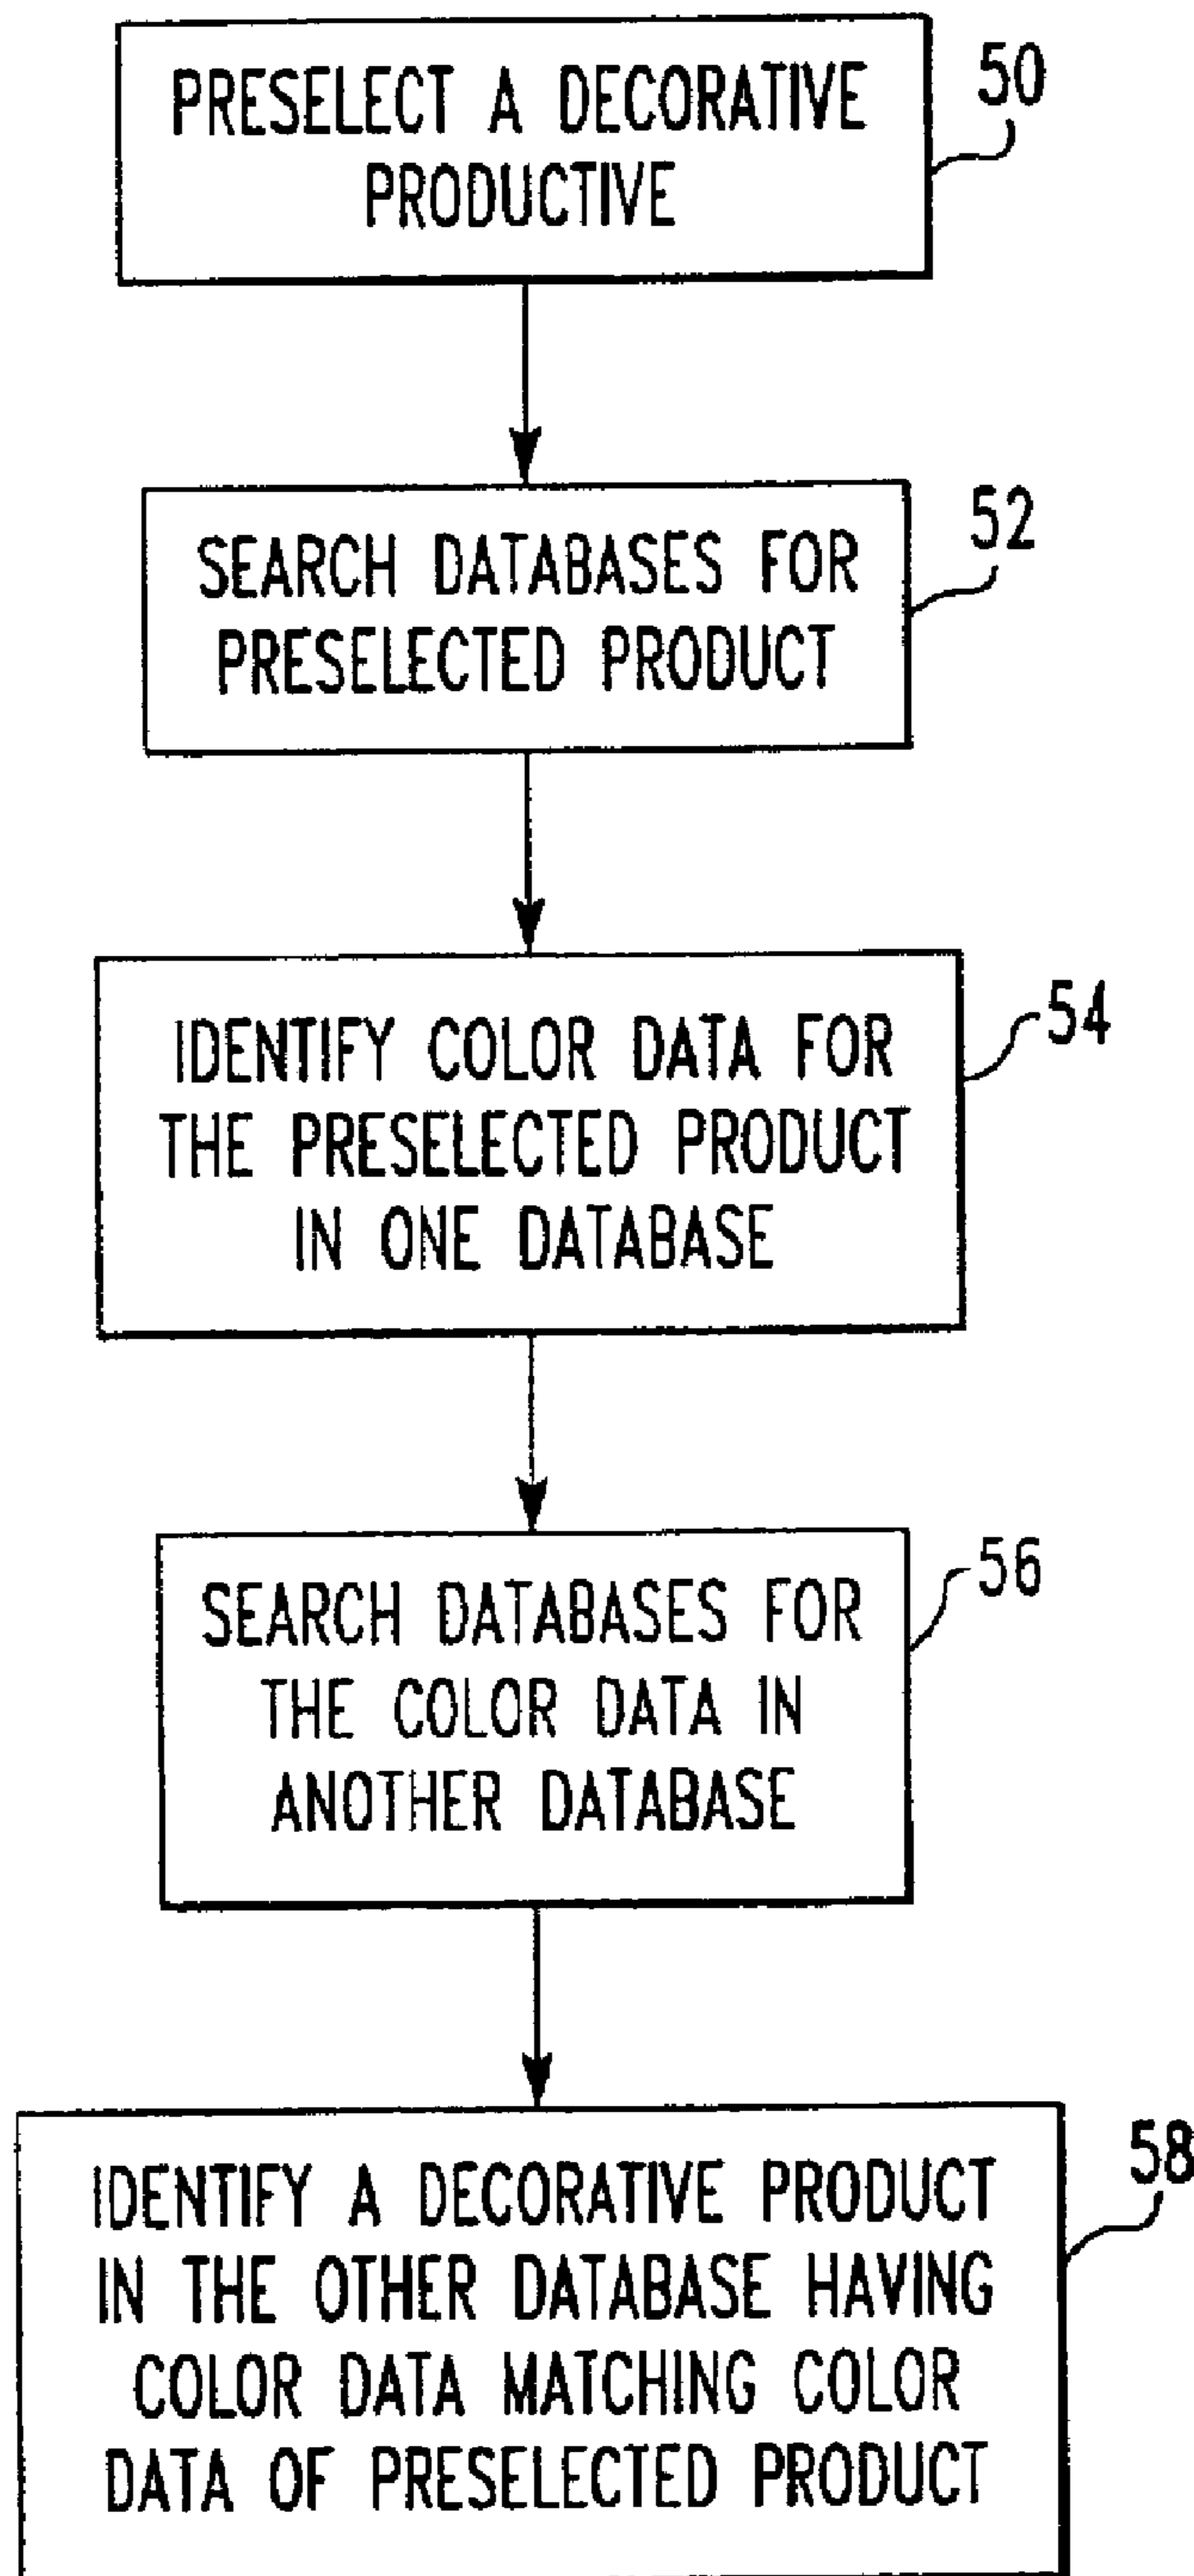 PRESELECT A DECORATIVE
PRODUCTIVE
50
SEARCH DATABASES FOR
PRESELECTED PRODUCT
52
IDENTIFY COLOR DATA FOR
THE PRESELECTED PRODUCT
IN ONE DATABASE
54
SEARCH DATABASES FOR
THE COLOR DATA IN
ANOTHER DATABASE
56
IDENTIFY A DECORATIVE PRODUCT
IN THE OTHER DATABASE HAVING
COLOR DATA MATCHING COLOR
DATA OF PRESELECTED PRODUCT
58